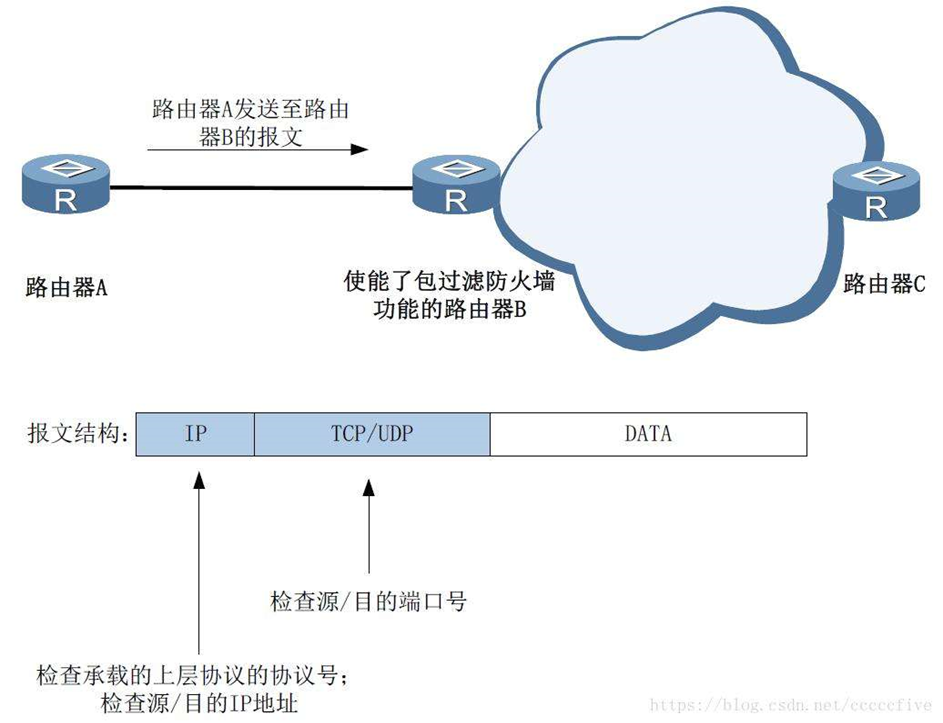 路由器A发送至路由
器B的报文
R
R
R
路由器A
使能了包过滤防火墙
功能的路由器B
路由器C
报文结构:
IP
TCP/UDP
DATA
检查源/目的端口号
检查承载的上层协议的协议号;
检查源/目的IP地址
https://blog.csdn.net/cccccfive